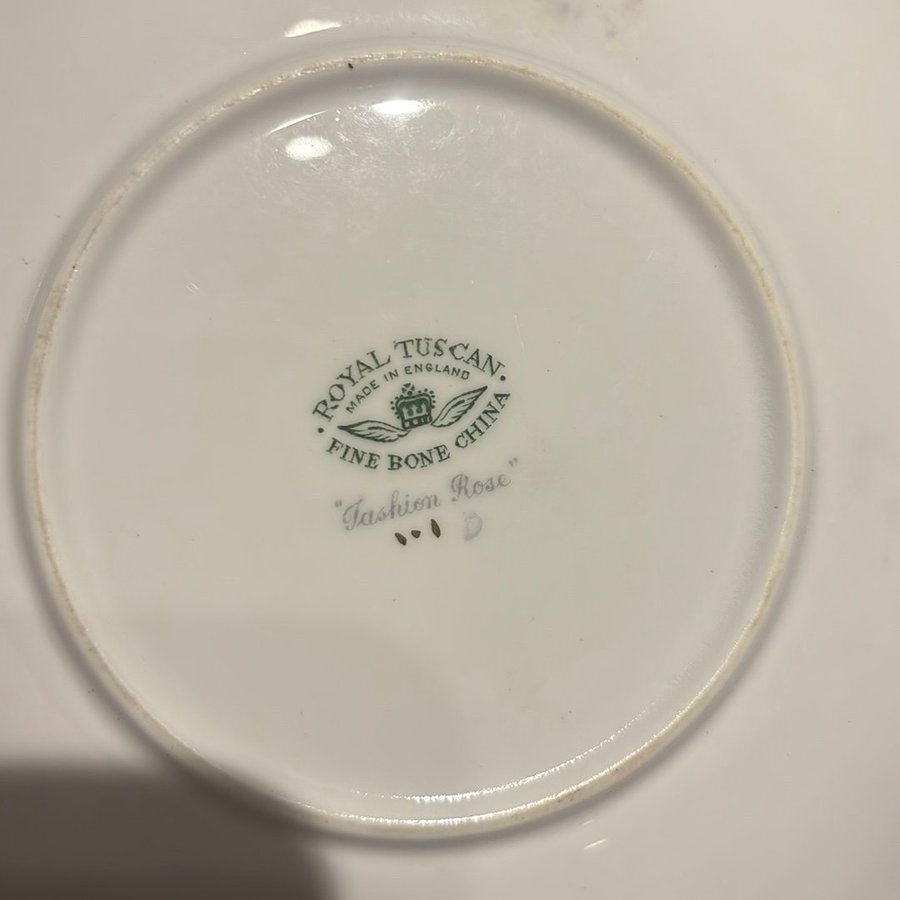 ROYAL TUSCAN
MADE IN ENGLAND
FINE BONE CHINA
"Fashion Rose"
D